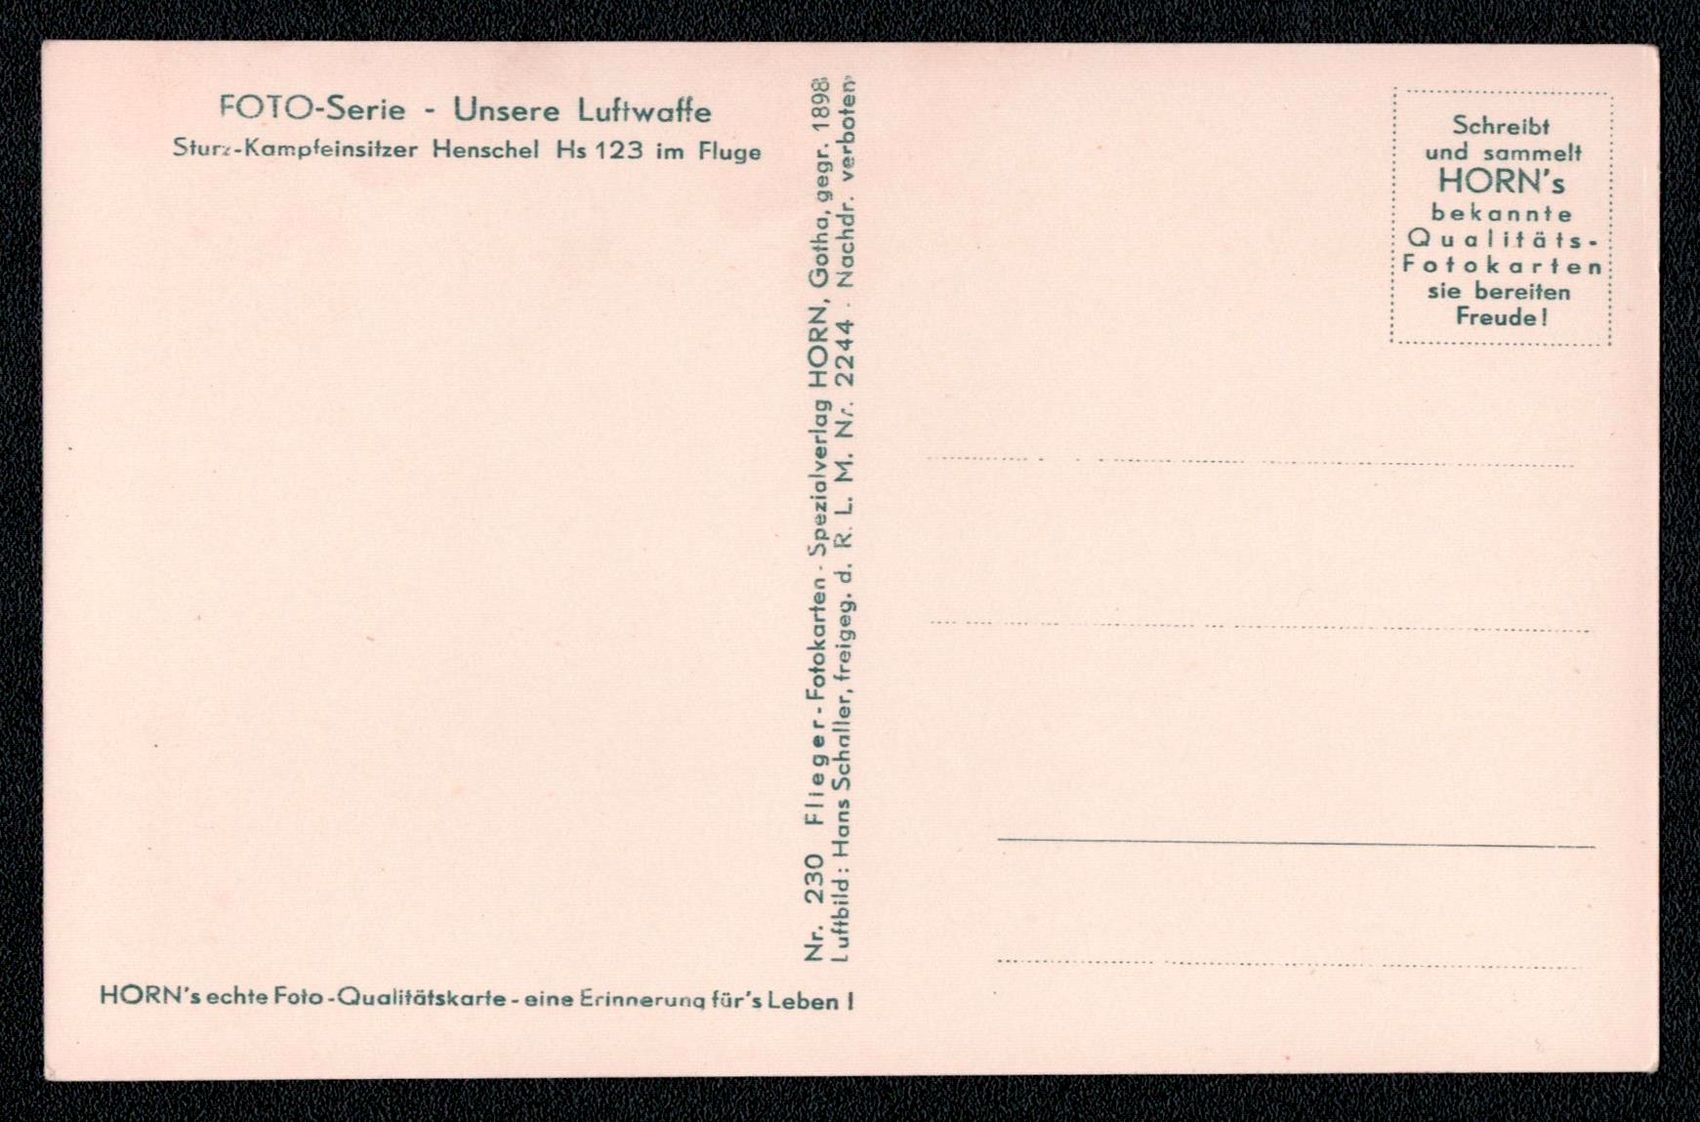 FOTO-Serie - Unsere Luftwaffe
Sturz-Kampfeinsitzer Henschel Hs 123 im Fluge
HORN's echte Foto-Qualitätskarte - eine Erinnerung für's Leben !
Nr. 230 Flieger-Fotokarten · Spezialverlag HORN, Gotha, gegr. 1898
Luftbild: Hans Schaller, freigeg. d. R. L. M. Nr. 2244 · Nachdr. verboten
Schreibt
und sammelt
HORN's
bekannte
Qualitäts-
Fotokarten
sie bereiten
Freude!